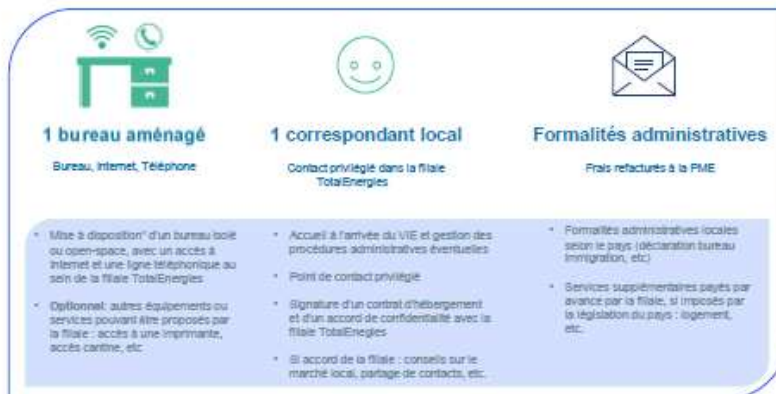 1 bureau aménagé
Bureau, Internet, Téléphone
• Mise à disposition* d'un bureau isolé
ou open-space, avec un accès à
Internet et une ligne téléphonique au
sein de la filiale TotalEnergies
• Optionnel: autres équipements ou
services pouvant être proposés par
la filiale : accès à une imprimante,
accès cantine, etc
1 correspondant local
Contact privilégié dans la filiale
TotalEnergies
• Accueil à l'arrivée du VIE et gestion des
procédures administratives éventuelles
• Point de contact privilégié
• Signature d'un contrat d'hébergement
et d'un accord de confidentialité avec la
filiale TotalEnegies
• Si accord de la filiale : conseils sur le
marché local, partage de contacts, etc.
Formalités administratives
Frais refacturés à la PME
• Formalités administratives locales
selon le pays (déclaration bureau
immigration, etc)
• Services supplémentaires payés par
avance par la filiale, si imposés par
la législation du pays : logement,
etc.